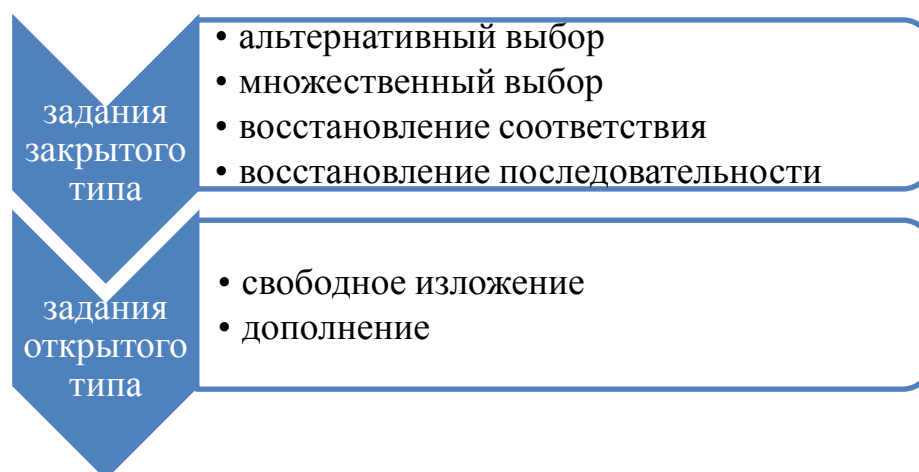 задания
закрытого
типа
• альтернативный выбор
• множественный выбор
• восстановление соответствия
• восстановление последовательности
задания
открытого
типа
• свободное изложение
• дополнение